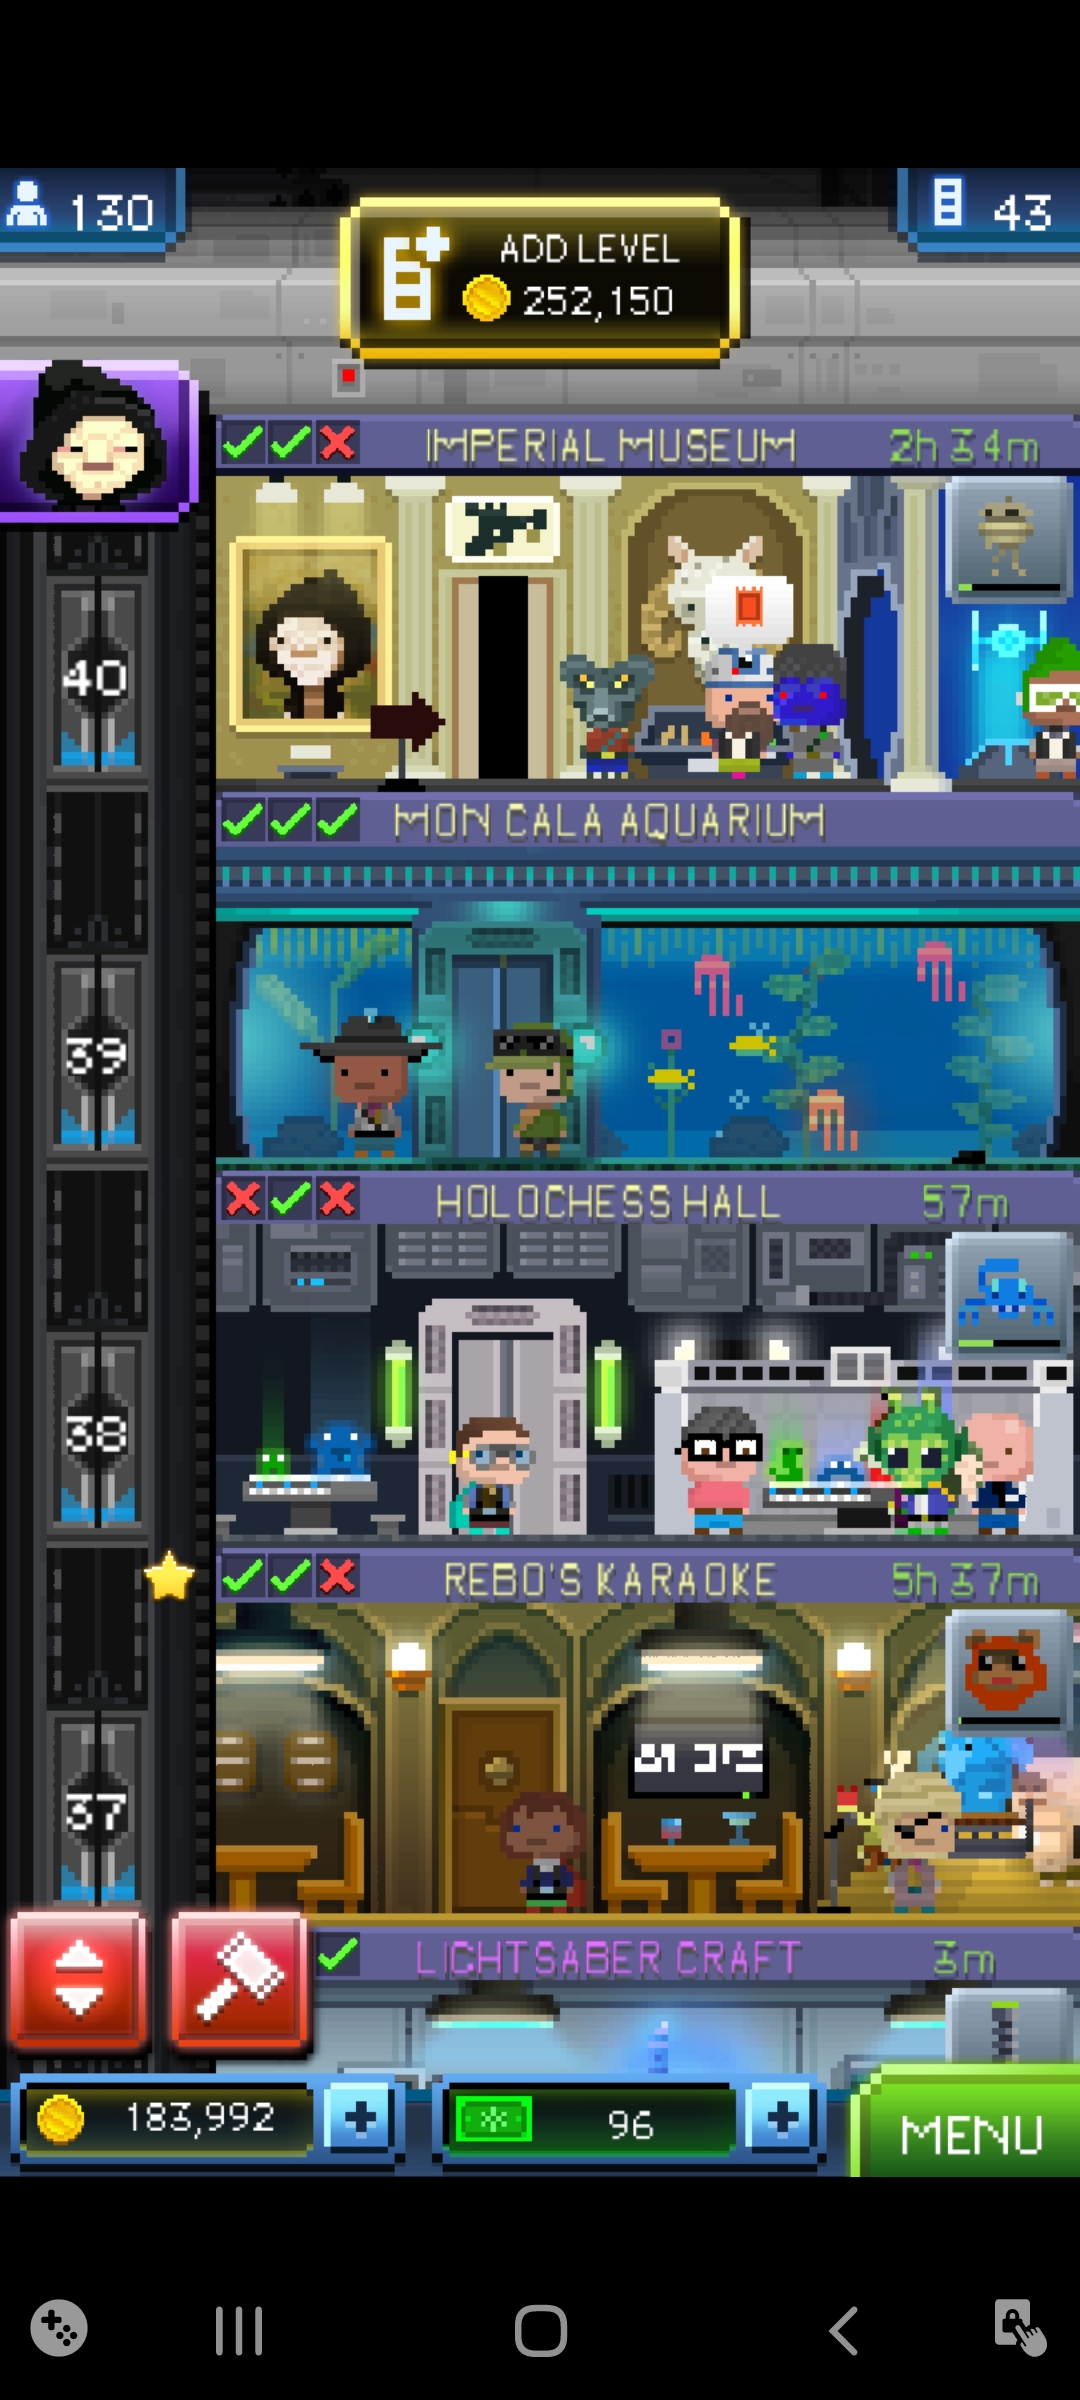 130
43
ADD LEVEL
252,150
IMPERIAL MUSEUM 2h 34m
40
MON CALA AQUARIUM
39
HOLOCHESS HALL 57m
38
REBO'S KARAOKE 5h 37m
37
LIGHTSABER CRAFT 3m
183,992
96
MENU